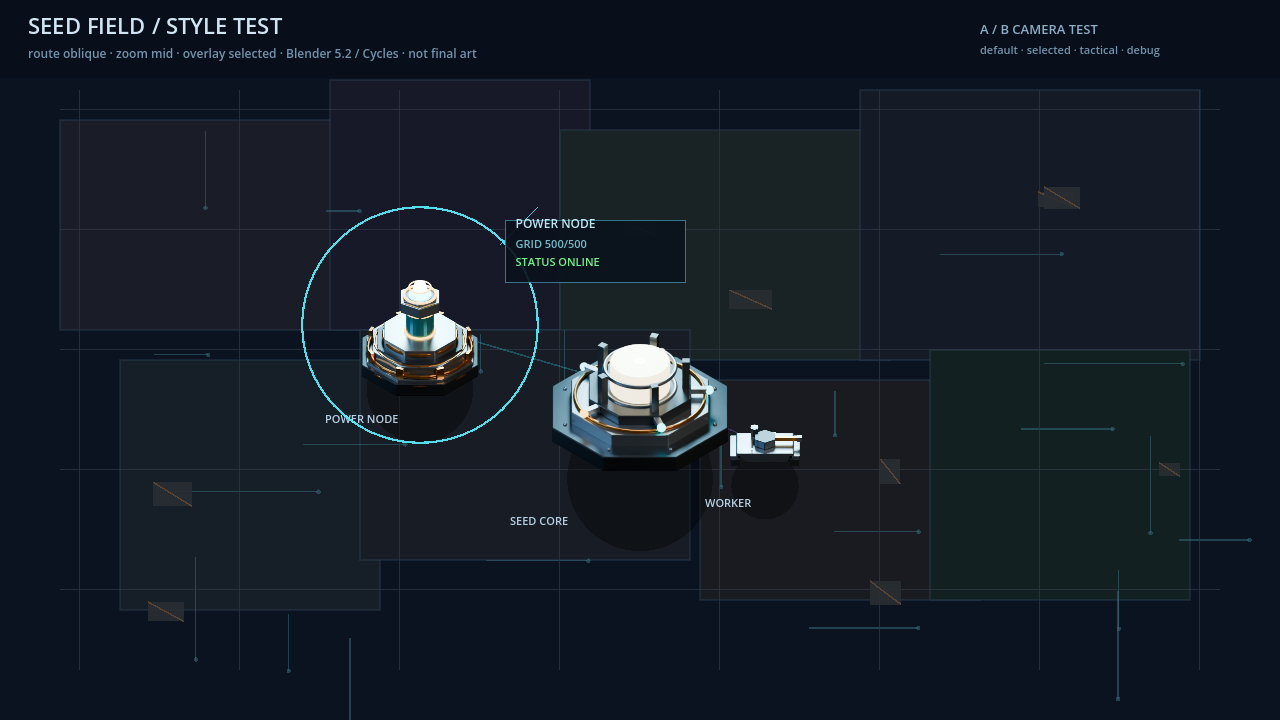 SEED FIELD / STYLE TEST
route oblique · zoom mid · overlay selected · Blender 5.2 / Cycles · not final art
A / B CAMERA TEST
default · selected · tactical · debug
POWER NODE
GRID 500/500
STATUS ONLINE
POWER NODE
WORKER
SEED CORE